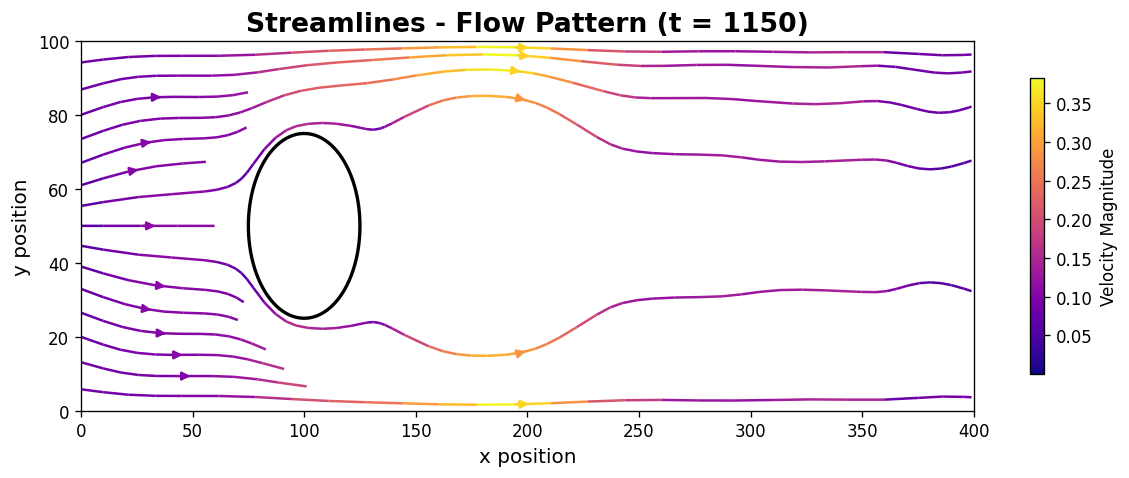 Streamlines - Flow Pattern (t = 1150)
100
80
60
40
20
0
y position
0 50 100 150 200 250 300 350 400
x position
0.35
0.30
0.25
0.20
0.15
0.10
0.05
Velocity Magnitude